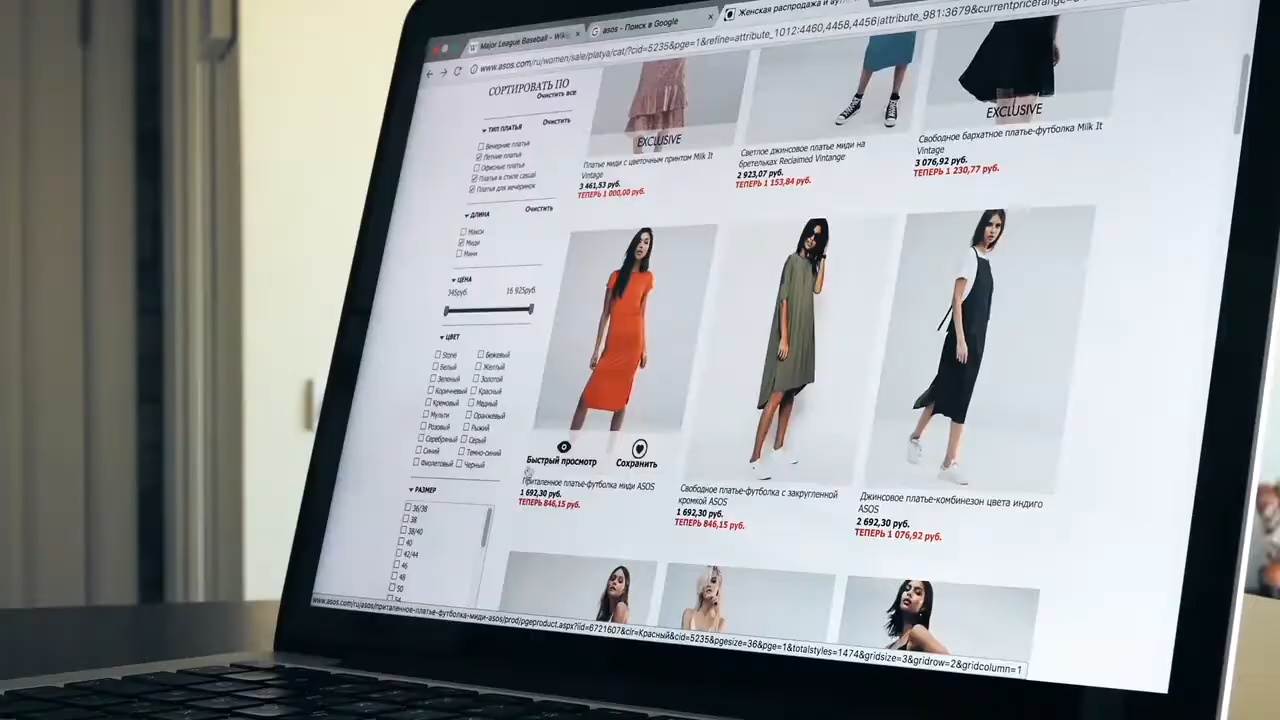 Major League Baseball - Wiki
asos - Поиск в Google
Женская распродажа и аутл
www.asos.com/ru/women/sale/platya/cat/?cid=5235&pge=1&refine=attribute_1012:4460,4458,4456|attribute_981:3679&currentpricerange=
СОРТИРОВАТЬ ПО
Очистить все
ТИП ПЛАТЬЯ
Очистить
Вечерние платья
Летние платья
Офисные платья
Платья в стиле casual
Платья для вечеринок
ДЛИНА
Очистить
Макси
Миди
Мини
ЦЕНА
345руб.
16 925руб.
ЦВЕТ
Stone
Бежевый
Белый
Желтый
Зеленый
Золотой
Коричневый
Красный
Кремовый
Медный
Мульти
Оранжевый
Розовый
Рыжий
Серебряный
Серый
Синий
Темно-синий
Фиолетовый
Черный
РАЗМЕР
36/38
38
38/40
40
42/44
46
48
50
EXCLUSIVE
Платье миди с цветочным принтом Milk It
Vintage
3 461,53 руб.
ТЕПЕРЬ 1 000,00 руб.
Светлое джинсовое платье миди на
бретельках Reclaimed Vintange
2 923,07 руб.
ТЕПЕРЬ 1 153,84 руб.
EXCLUSIVE
Свободное бархатное платье-футболка Milk It
Vintage
3 076,92 руб.
ТЕПЕРЬ 1 230,77 руб.
Быстрый просмотр
Сохранить
Приталенное платье-футболка миди ASOS
1 692,30 руб.
ТЕПЕРЬ 846,15 руб.
Свободное платье-футболка с закругленной
кромкой ASOS
1 692,30 руб.
ТЕПЕРЬ 846,15 руб.
Джинсовое платье-комбинезон цвета индиго
ASOS
2 692,30 руб.
ТЕПЕРЬ 1 076,92 руб.
www.asos.com/ru/asos/приталенное-платье-футболка-миди-asos/prod/pgeproduct.aspx?iid=6721607&clr=Красный&cid=5235&pgesize=36&pge=1&totalstyles=1474&gridsize=3&gridrow=2&gridcolumn=1